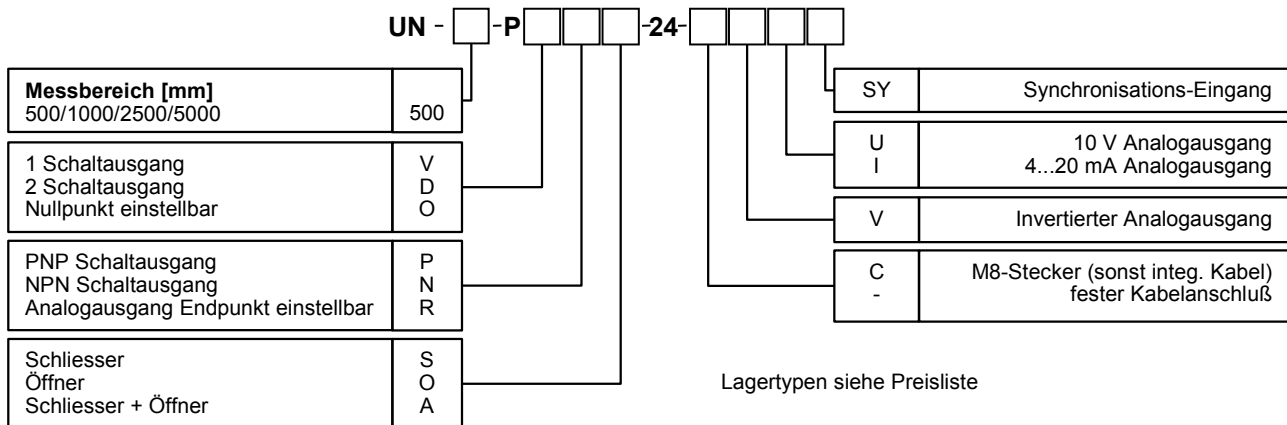 UN - -P -24-
Messbereich [mm]
500/1000/2500/5000 500
1 Schaltausgang V
2 Schaltausgang D
Nullpunkt einstellbar O
PNP Schaltausgang P
NPN Schaltausgang N
Analogausgang Endpunkt einstellbar R
Schliesser S
Öffner O
Schliesser + Öffner A
SY Synchronisations-Eingang
U 10 V Analogausgang
I 4...20 mA Analogausgang
V Invertierter Analogausgang
C M8-Stecker (sonst integ. Kabel)
- fester Kabelanschluß
Lagertypen siehe Preisliste